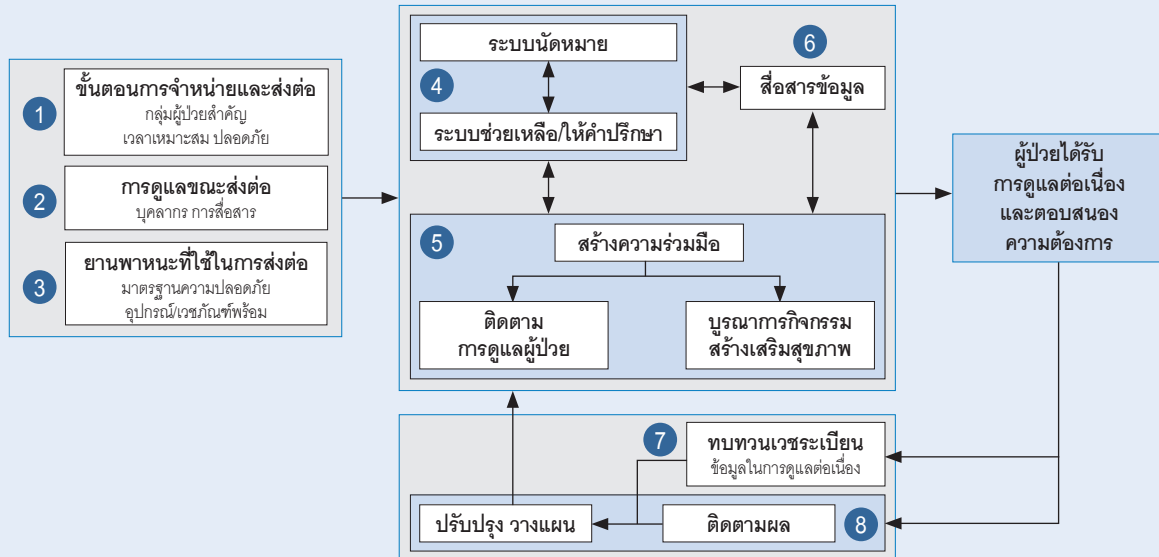 1
ขั้นตอนการจำหน่ายและส่งต่อ
กลุ่มผู้ป่วยสำคัญ
เวลาเหมาะสม ปลอดภัย
2
การดูแลขณะส่งต่อ
บุคลากร การสื่อสาร
3
ยานพาหนะที่ใช้ในการส่งต่อ
มาตรฐานความปลอดภัย
อุปกรณ์/เวชภัณฑ์พร้อม
4
ระบบนัดหมาย
ระบบช่วยเหลือ/ให้คำปรึกษา
6
สื่อสารข้อมูล
5
สร้างความร่วมมือ
ติดตาม
การดูแลผู้ป่วย
บูรณาการกิจกรรม
สร้างเสริมสุขภาพ
ผู้ป่วยได้รับ
การดูแลต่อเนื่อง
และตอบสนอง
ความต้องการ
7
ทบทวนเวชระเบียน
ข้อมูลในการดูแลต่อเนื่อง
ปรับปรุง วางแผน
ติดตามผล
8